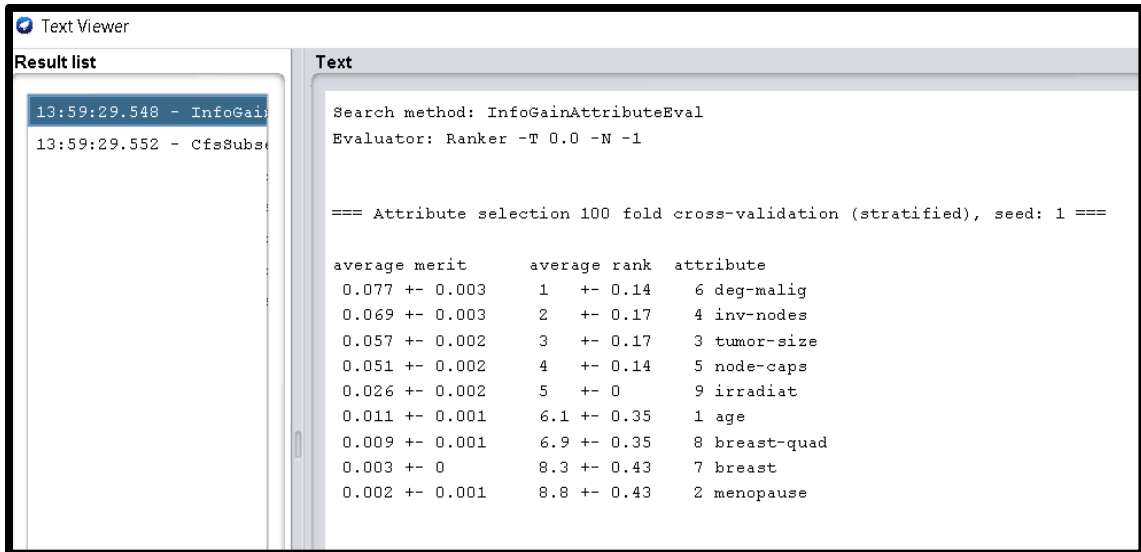 Text Viewer
Result list
13:59:29.548 - InfoGai
13:59:29.552 - CfsSubse
Text
Search method: InfoGainAttributeEval
Evaluator: Ranker -T 0.0 -N -1
=== Attribute selection 100 fold cross-validation (stratified), seed: 1 ===
average merit average rank attribute
0.077 +- 0.003 1 +- 0.14 6 deg-malig
0.069 +- 0.003 2 +- 0.17 4 inv-nodes
0.057 +- 0.002 3 +- 0.17 3 tumor-size
0.051 +- 0.002 4 +- 0.14 5 node-caps
0.026 +- 0.002 5 +- 0 9 irradiat
0.011 +- 0.001 6.1 +- 0.35 1 age
0.009 +- 0.001 6.9 +- 0.35 8 breast-quad
0.003 +- 0 8.3 +- 0.43 7 breast
0.002 +- 0.001 8.8 +- 0.43 2 menopause